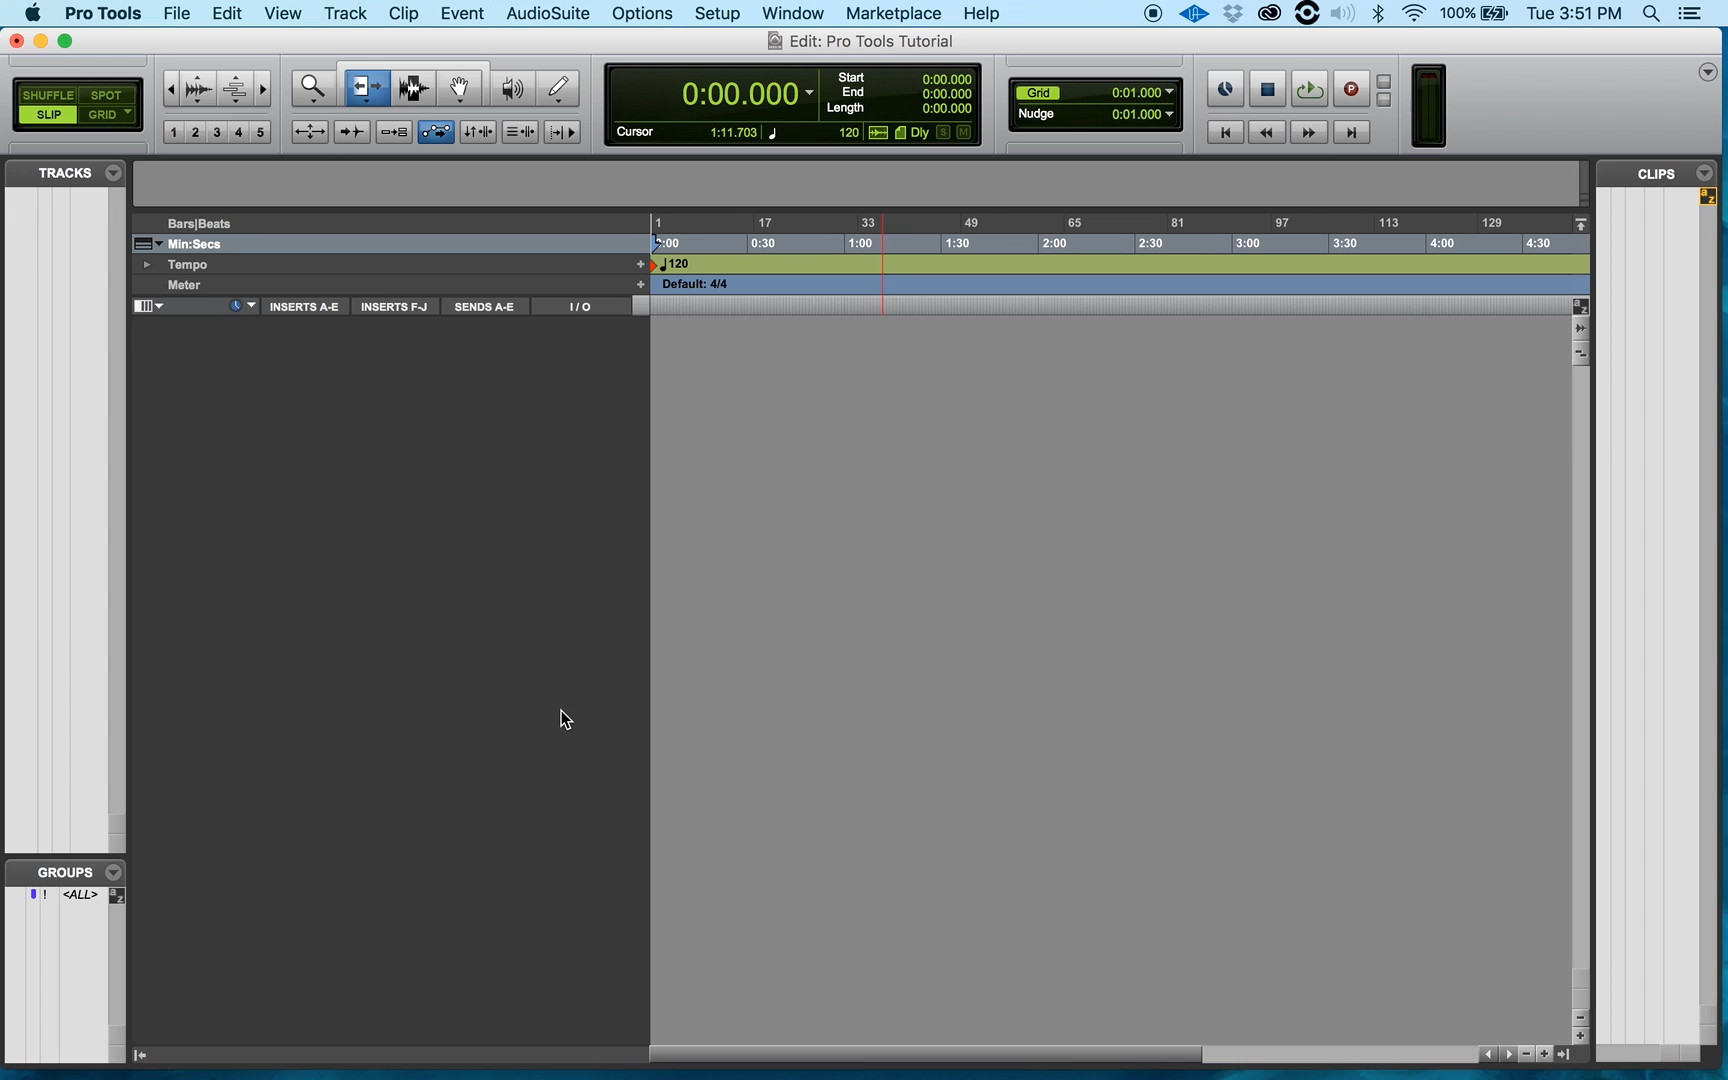 Pro Tools File Edit View Track Clip Event AudioSuite Options Setup Window Marketplace Help 100% Tue 3:51 PM
Edit: Pro Tools Tutorial
SHUFFLE SPOT
SLIP GRID
1 2 3 4 5
0:00.000
Start 0:00.000
End 0:00.000
Length 0:00.000
Cursor 1:11.703 120 Dly S M
Grid 0:01.000
Nudge 0:01.000
P
TRACKS
CLIPS
a z
Bars|Beats 1 17 33 49 65 81 97 113 129
Min:Secs :00 0:30 1:00 1:30 2:00 2:30 3:00 3:30 4:00 4:30
Tempo + 120
Meter + Default: 4/4
INSERTS A-E INSERTS F-J SENDS A-E I / O
a z
GROUPS
! <ALL>
a z